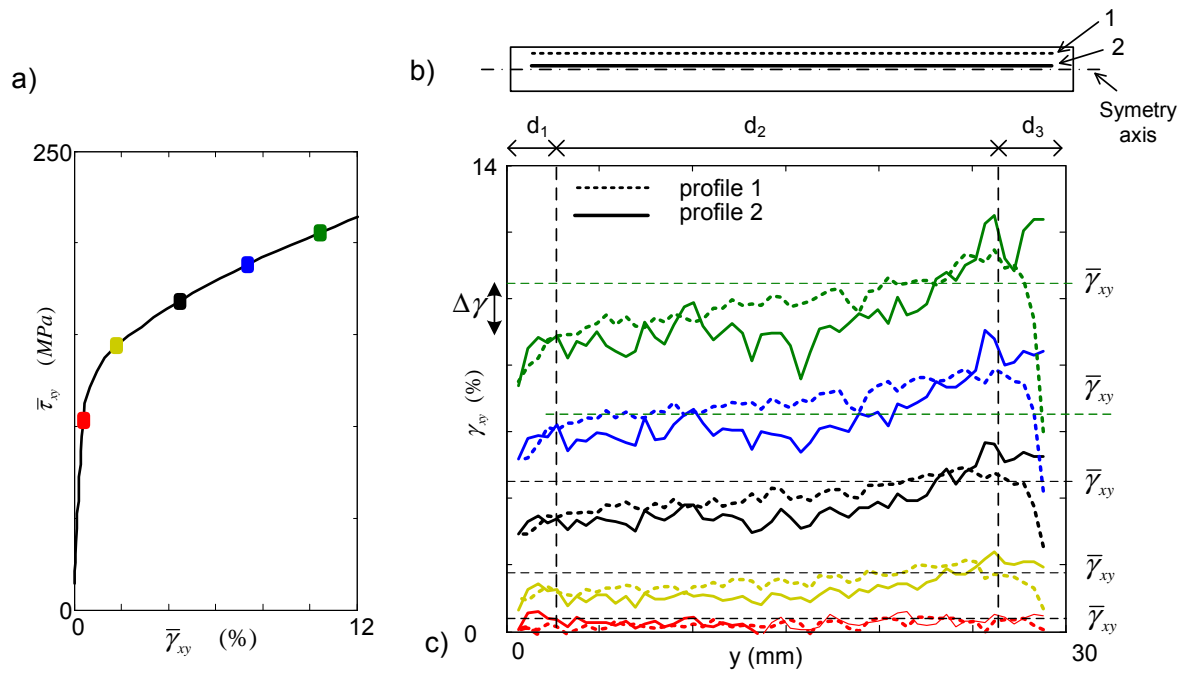 a)
250
τ̅xy (MPa)
0
0
12
γ̅xy (%)
b)
1
2
Symetry
axis
d1
d2
d3
14
profile 1
profile 2
Δγ
γxy (%)
γ̅xy
γ̅xy
γ̅xy
γ̅xy
γ̅xy
0
c)
0
y (mm)
30